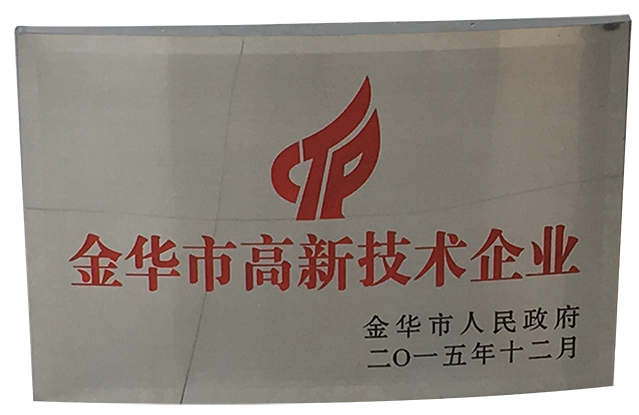 CTP
金华市高新技术企业
金华市人民政府
二〇一五年十二月